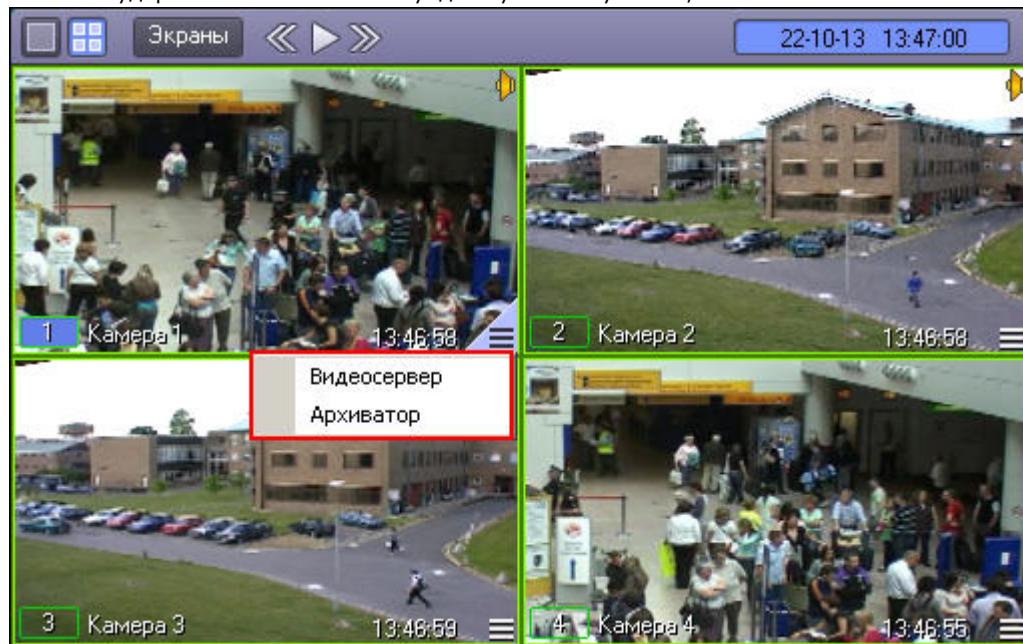 Экраны
22-10-13 13:47:00
1 Камера 1 13:46:58
2 Камера 2 13:46:58
Видеосервер
Архиватор
3 Камера 3 13:46:59
4 Камера 4 13:46:55